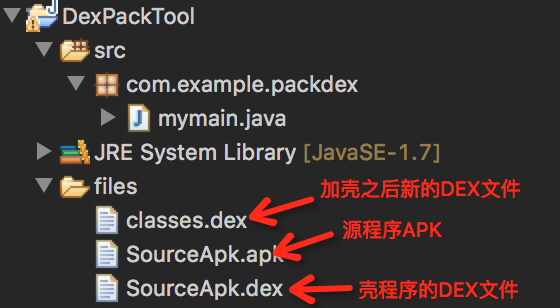 DexPackTool
src
com.example.packdex
mymain.java
JRE System Library [JavaSE-1.7]
files
classes.dex
加壳之后新的DEX文件
SourceApk.apk
源程序APK
SourceApk.dex
壳程序的DEX文件